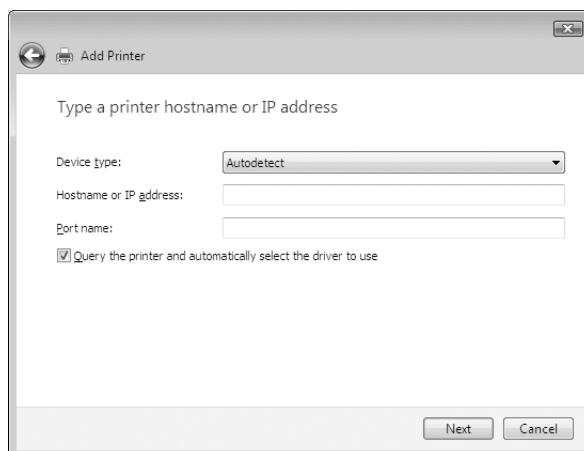 Add Printer
Type a printer hostname or IP address
Device type: Autodetect
Hostname or IP address:
Port name:
Query the printer and automatically select the driver to use
Next Cancel